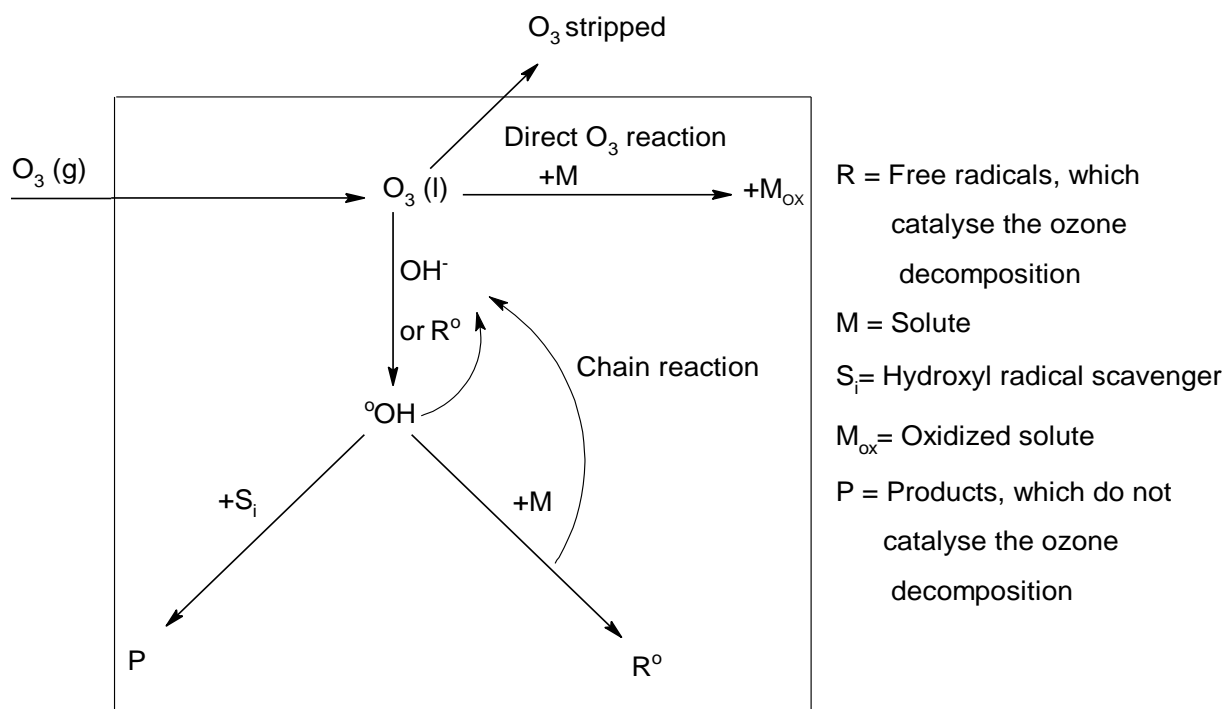 O₃ stripped
Direct O₃ reaction
O₃ (g)
+M
O₃ (l)
+M_OX
OH⁻
or Rº
Chain reaction
ºOH
+Sᵢ
+M
P
Rº
R = Free radicals, which
catalyse the ozone
decomposition
M = Solute
Sᵢ= Hydroxyl radical scavenger
Mₒₓ= Oxidized solute
P = Products, which do not
catalyse the ozone
decomposition